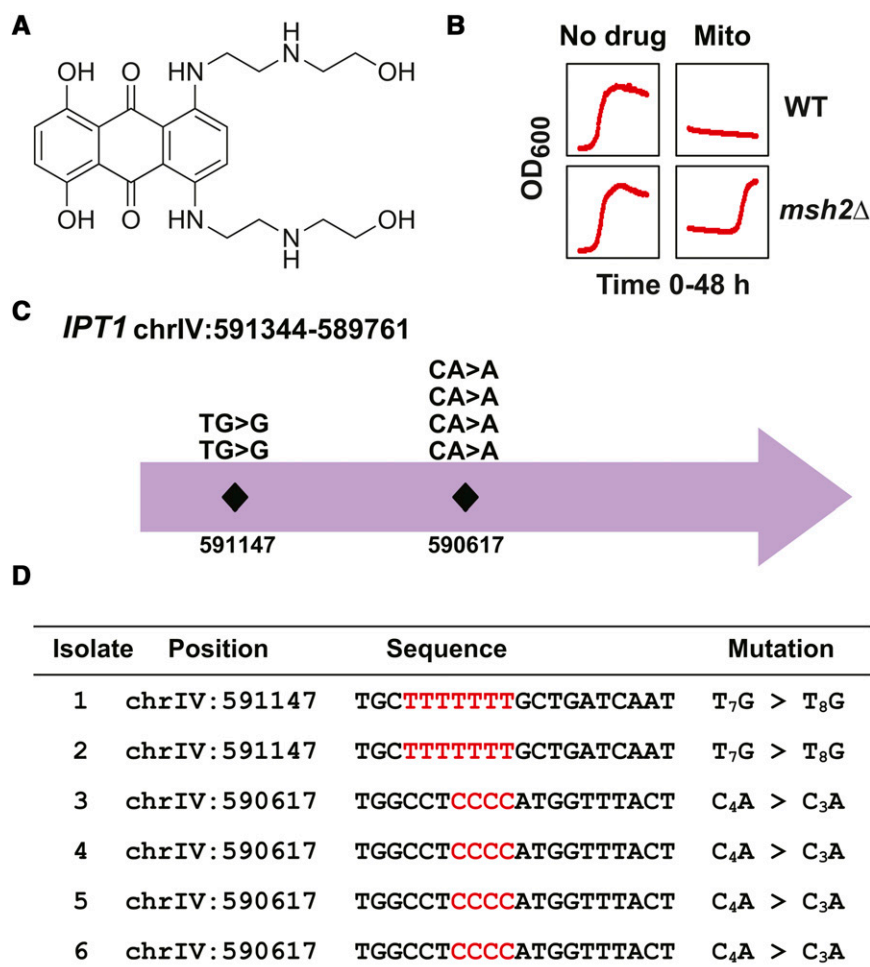 A
OH
O
HN
H
N
OH
OH
O
HN
N
H
OH
B
No drug
Mito
WT
msh2Δ
OD600
Time 0-48 h
C
IPT1 chrIV:591344-589761
CA>A
CA>A
TG>G
CA>A
TG>G
CA>A
591147
590617
D
Isolate Position Sequence Mutation
1 chrIV:591147 TGCTTTTTTTGCTGATCAAT T₇G > T₈G
2 chrIV:591147 TGCTTTTTTTGCTGATCAAT T₇G > T₈G
3 chrIV:590617 TGGCCTCCCCATGGTTTACT C₄A > C₃A
4 chrIV:590617 TGGCCTCCCCATGGTTTACT C₄A > C₃A
5 chrIV:590617 TGGCCTCCCCATGGTTTACT C₄A > C₃A
6 chrIV:590617 TGGCCTCCCCATGGTTTACT C₄A > C₃A